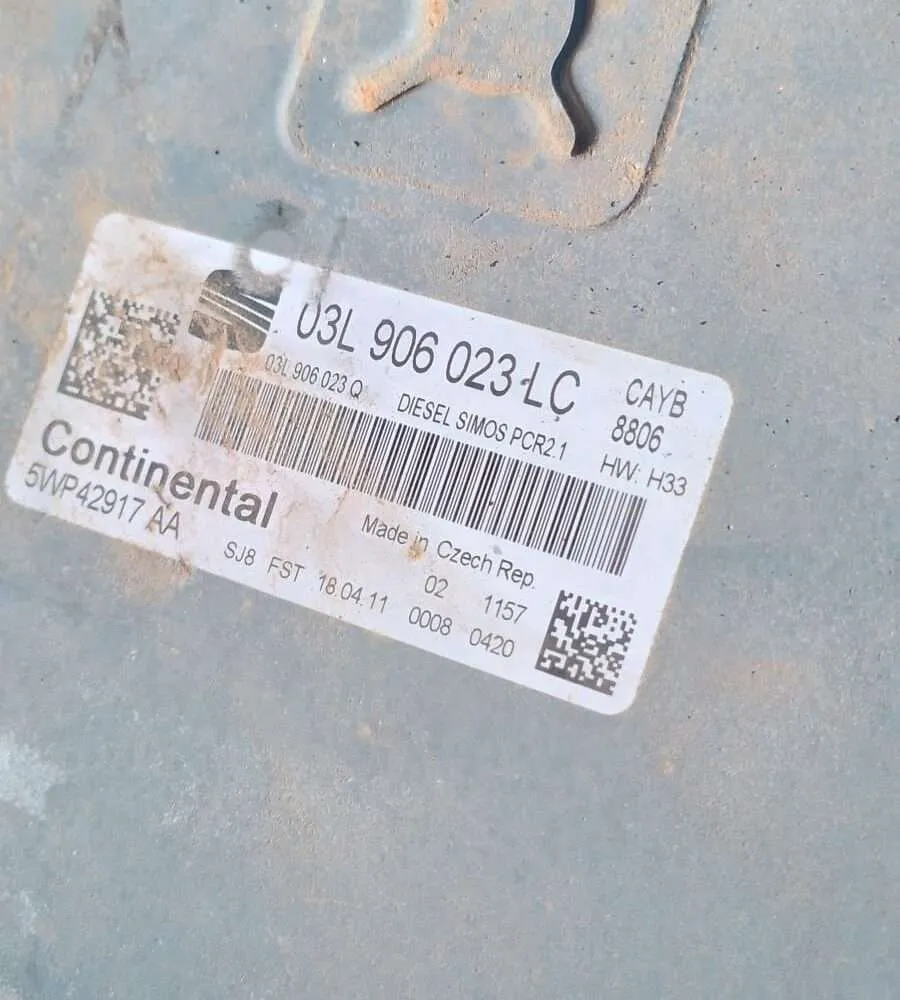 03L 906 023 LC
CAYB
03L 906 023 Q
DIESEL SIMOS PCR2.1
8806
HW: H33
Continental
5WP42917 AA
Made in Czech Rep.
SJ8 FST 18.04.11
02 1157
0008 0420